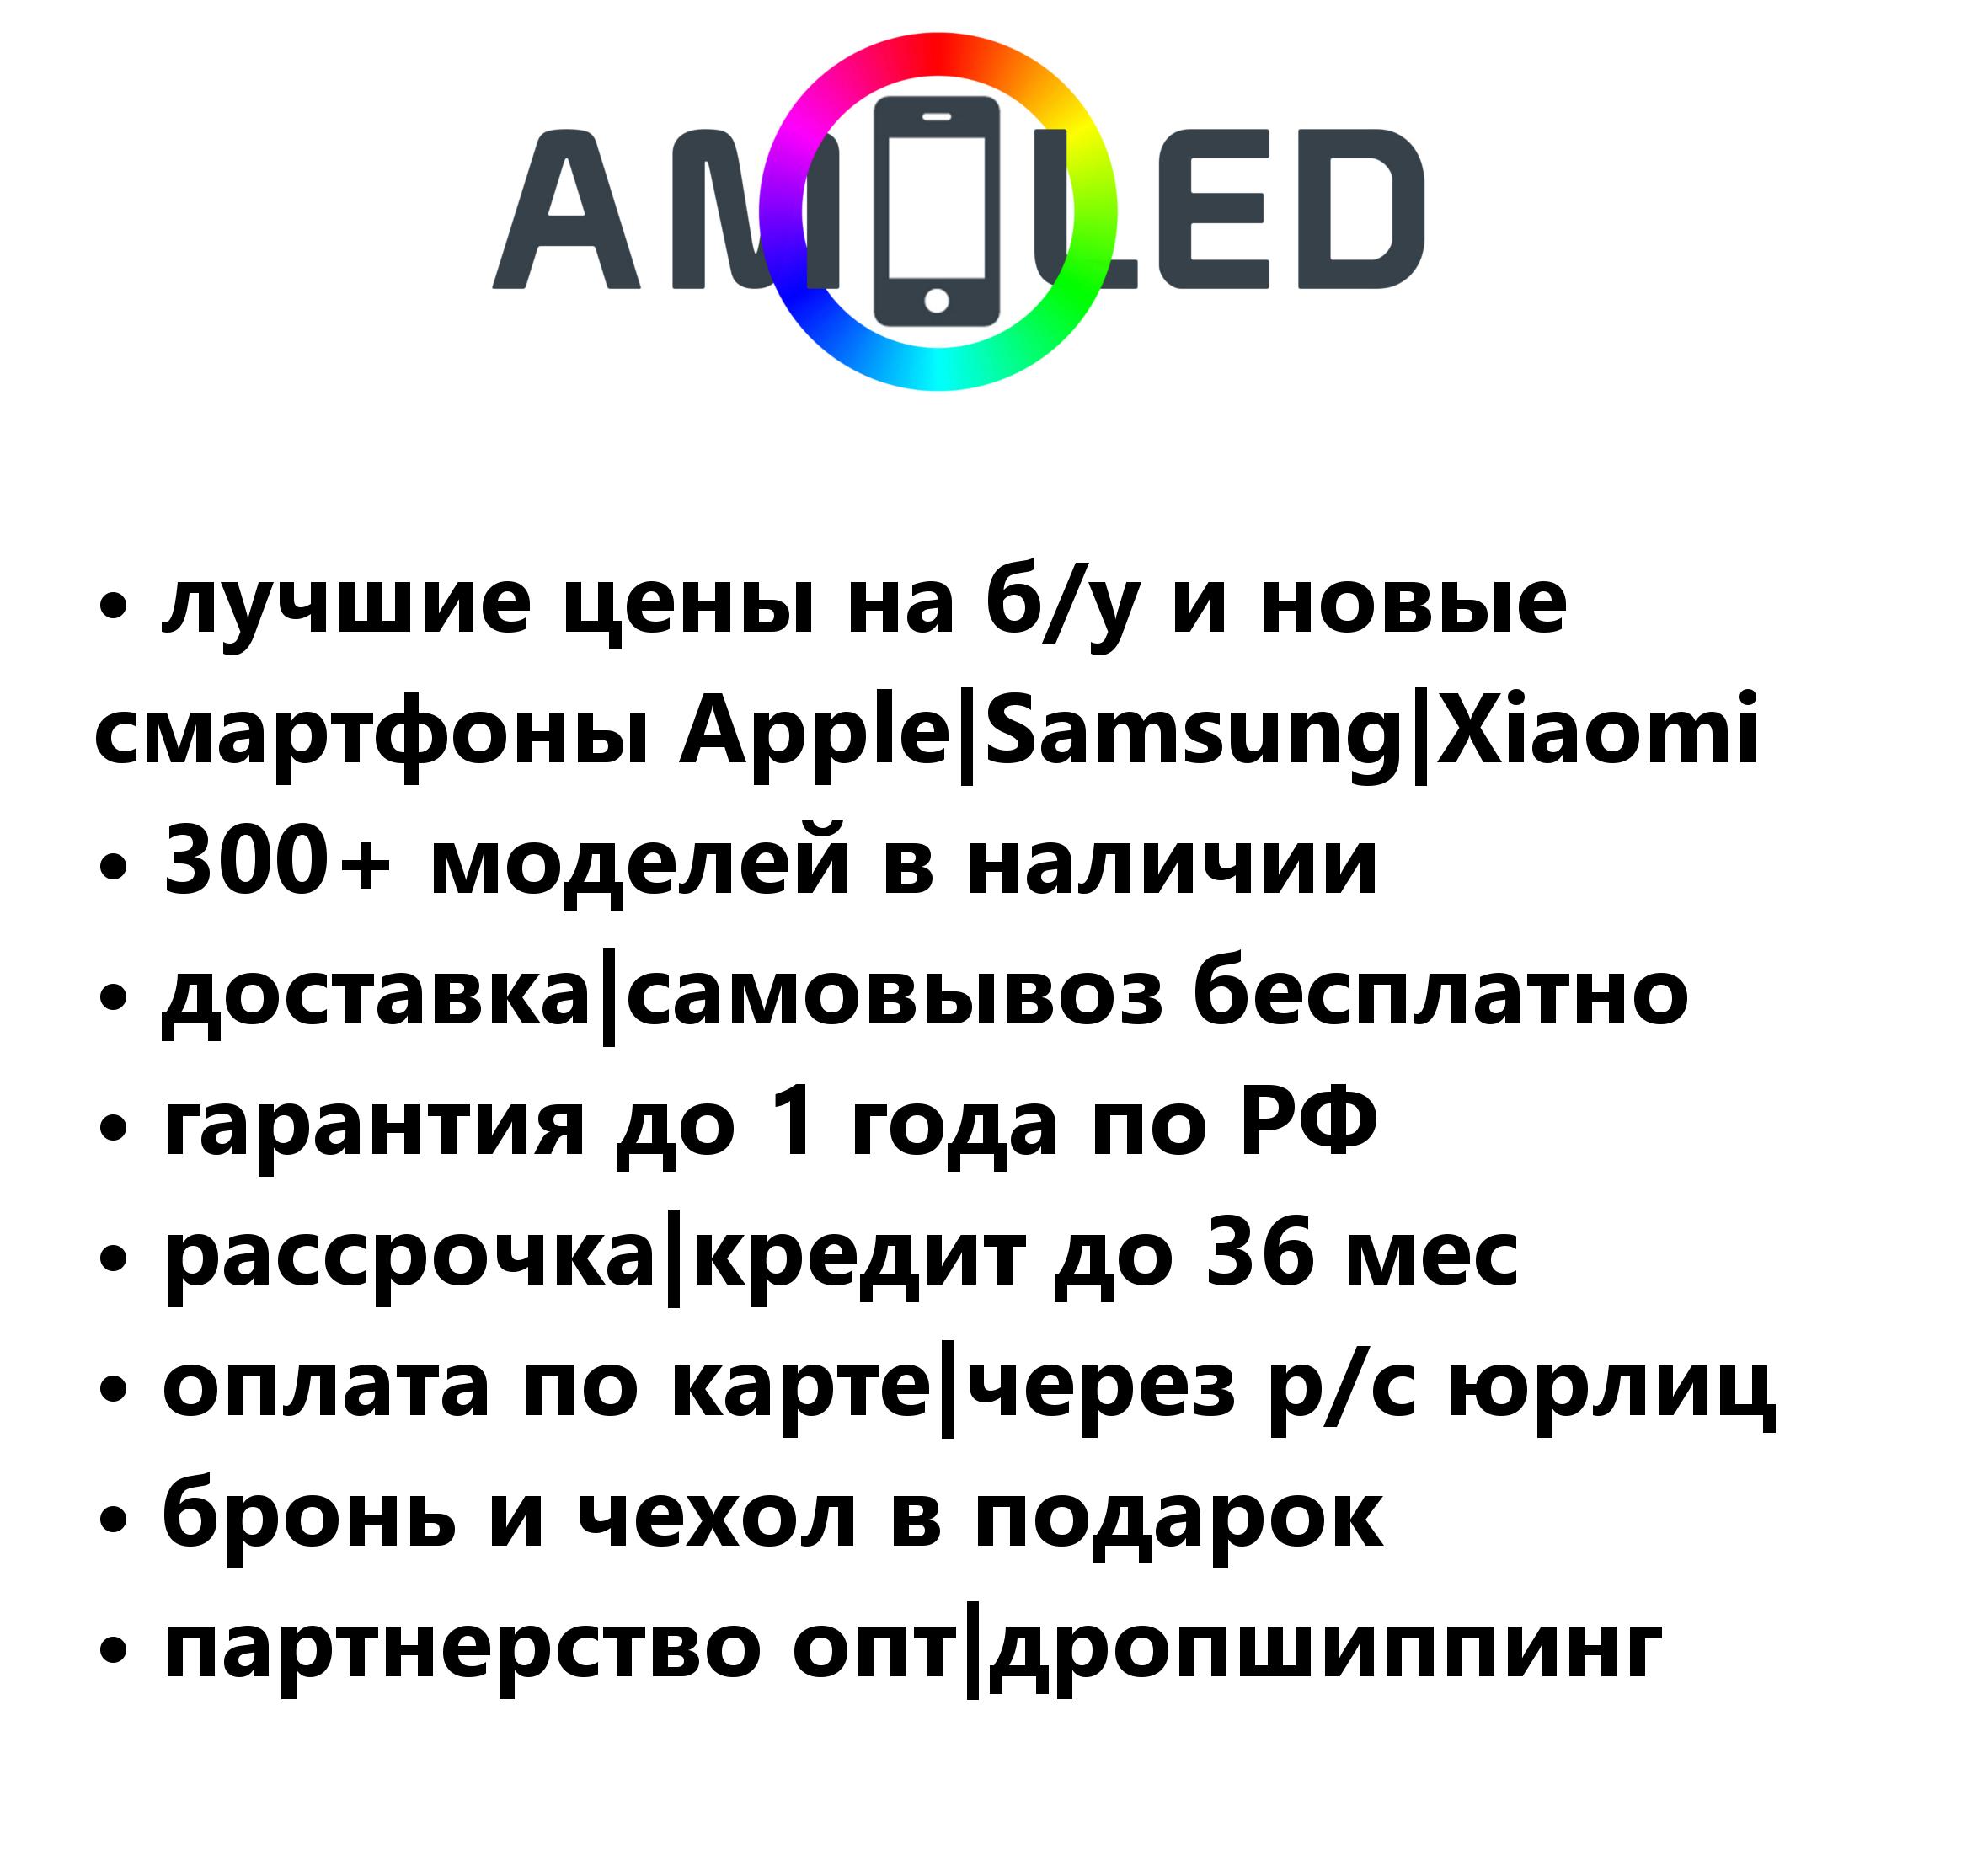 AMOLED
• лучшие цены на б/у и новые
смартфоны Apple|Samsung|Xiaomi
• 300+ моделей в наличии
• доставка|самовывоз бесплатно
• гарантия до 1 года по РФ
• рассрочка|кредит до 36 мес
• оплата по карте|через р/с юрлиц
• бронь и чехол в подарок
• партнерство опт|дропшиппинг